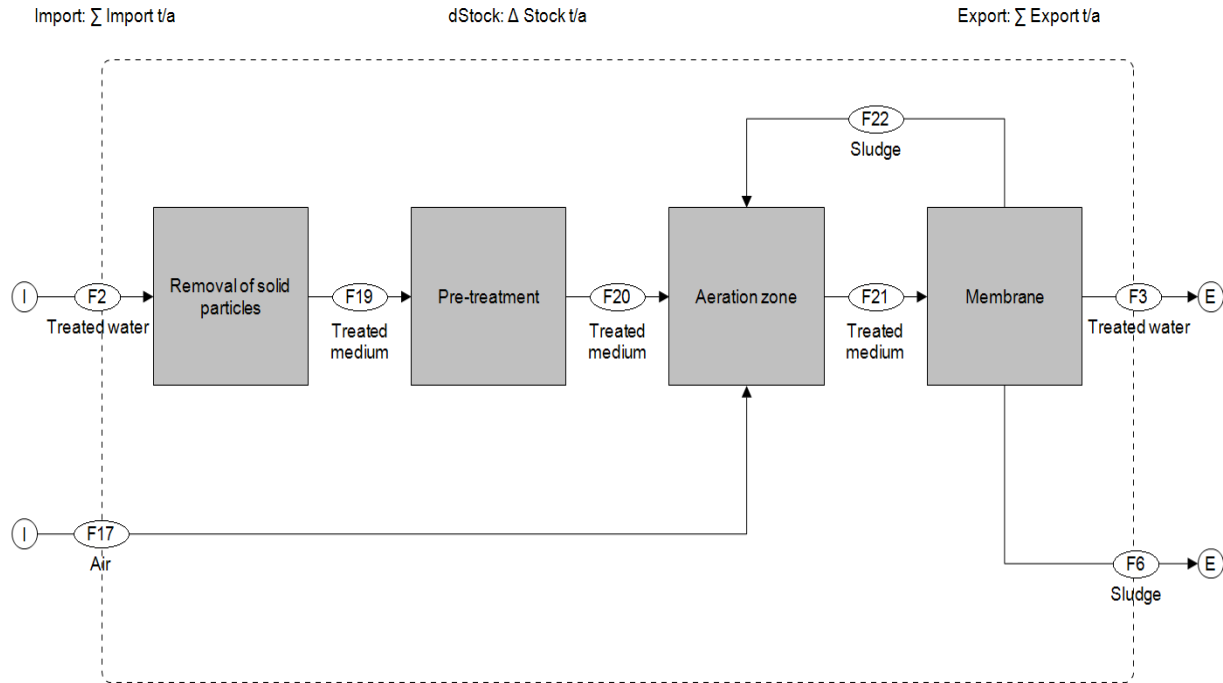 Import: ∑ Import t/a
dStock: Δ Stock t/a
Export: ∑ Export t/a
F22
Sludge
Removal of solid
particles
Pre-treatment
Aeration zone
Membrane
I
F2
Treated water
F19
Treated
medium
F20
Treated
medium
F21
Treated
medium
F3
Treated water
E
I
F17
Air
F6
Sludge
E